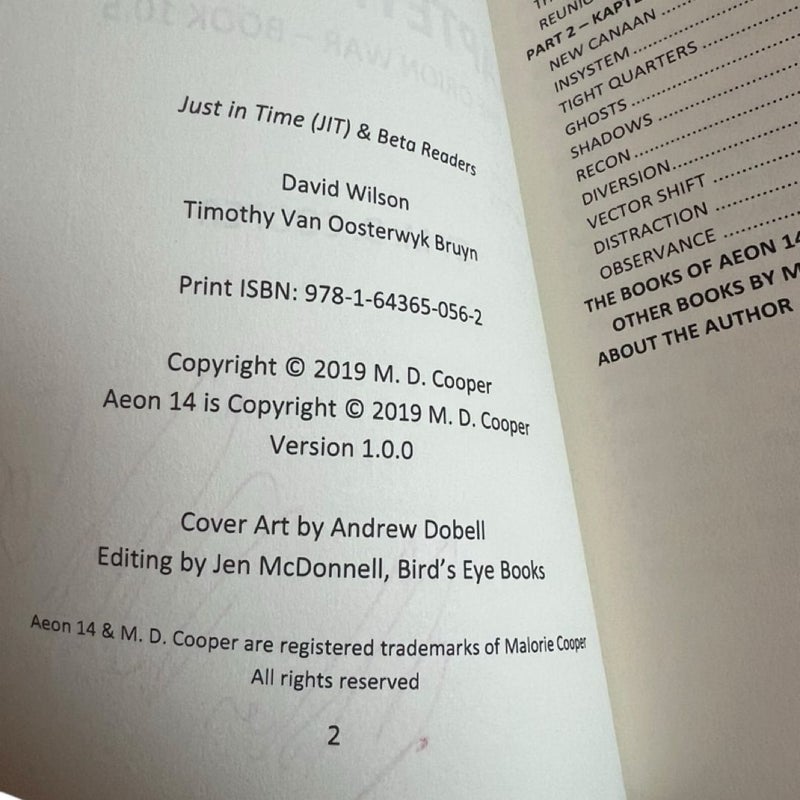 Just in Time (JIT) & Beta Readers
David Wilson
Timothy Van Oosterwyk Bruyn
Print ISBN: 978-1-64365-056-2
Copyright © 2019 M. D. Cooper
Aeon 14 is Copyright © 2019 M. D. Cooper
Version 1.0.0
Cover Art by Andrew Dobell
Editing by Jen McDonnell, Bird’s Eye Books
Aeon 14 & M. D. Cooper are registered trademarks of Malorie Cooper
All rights reserved
2
PART 2 –
NEW CANAAN
INSYSTEM
TIGHT QUARTERS
GHOSTS
SHADOWS
RECON
DIVERSION
VECTOR SHIFT
DISTRACTION
OBSERVANCE
THE BOOKS OF AEON 14
OTHER BOOKS BY M
ABOUT THE AUTHOR